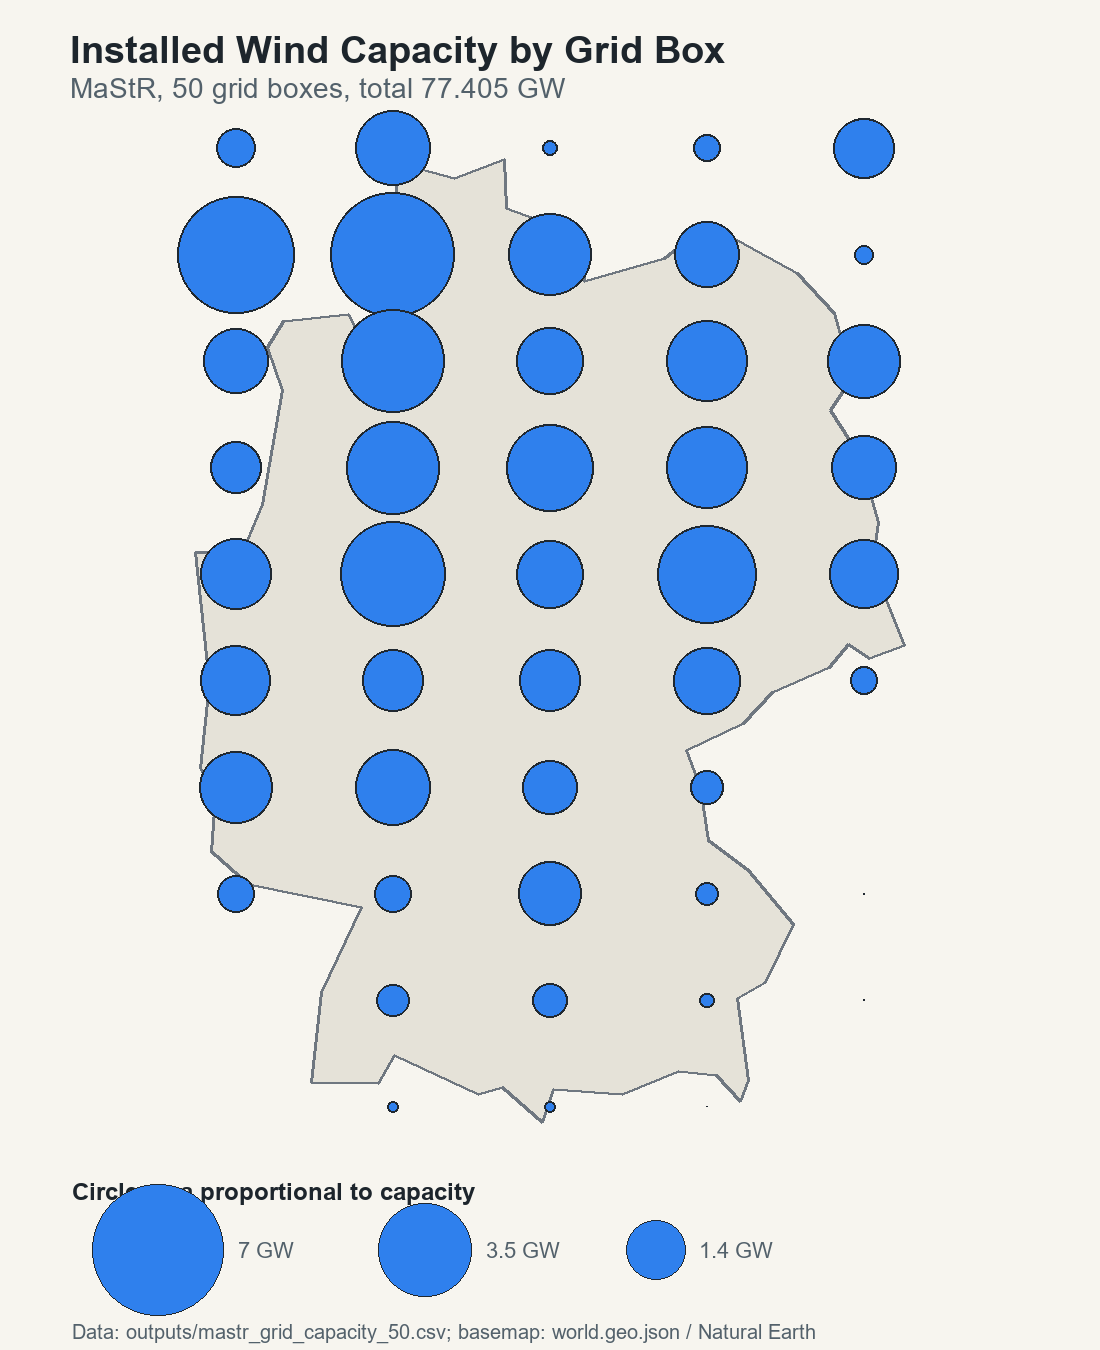 Installed Wind Capacity by Grid Box
MaStR, 50 grid boxes, total 77.405 GW
proportional to capacity
7 GW
3.5 GW
1.4 GW
Data: outputs/mastr_grid_capacity_50.csv; basemap: world.geo.json / Natural Earth